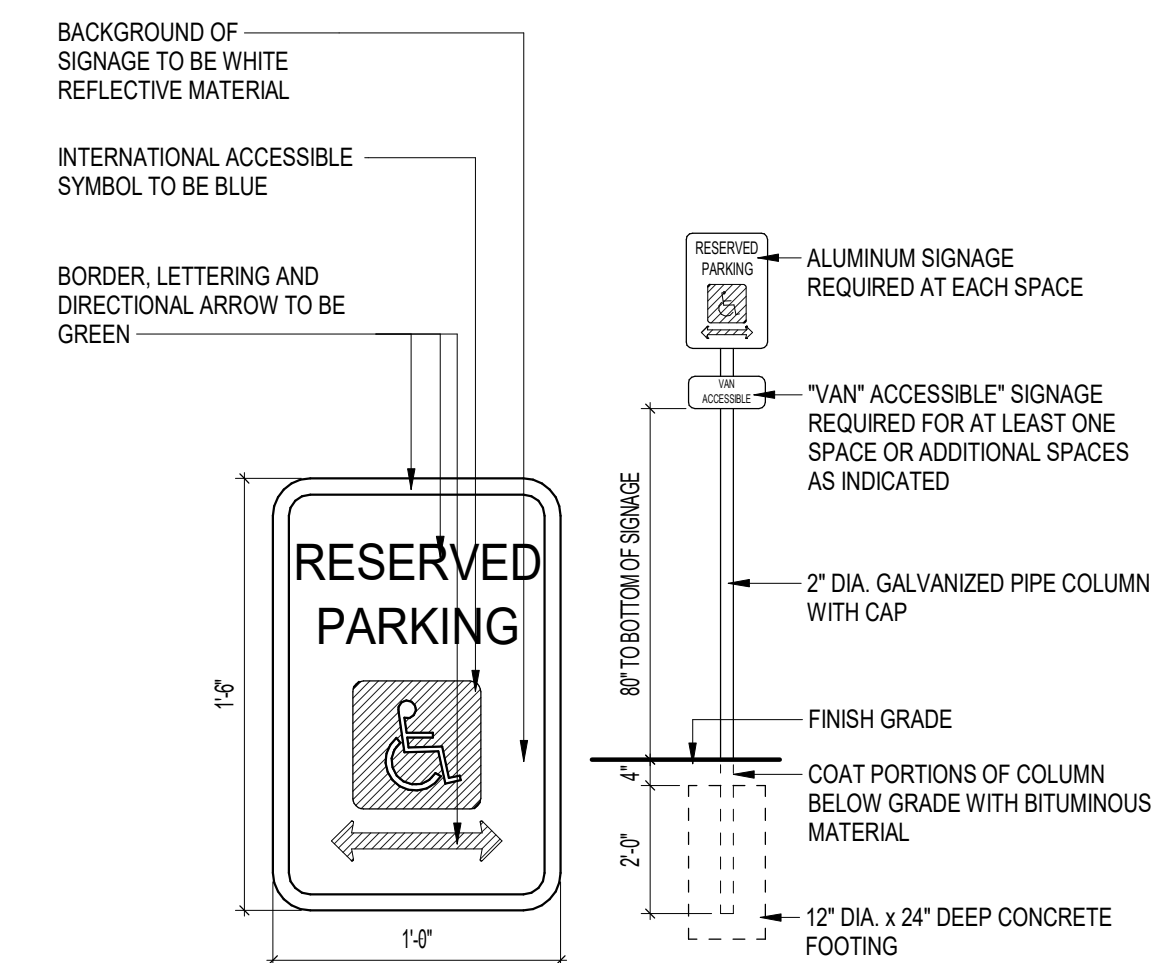 BACKGROUND OF
SIGNAGE TO BE WHITE
REFLECTIVE MATERIAL
INTERNATIONAL ACCESSIBLE
SYMBOL TO BE BLUE
BORDER, LETTERING AND
DIRECTIONAL ARROW TO BE
GREEN
RESERVED
PARKING
1'-6"
1'-0"
RESERVED
PARKING
VAN
ACCESSIBLE
ALUMINUM SIGNAGE
REQUIRED AT EACH SPACE
"VAN" ACCESSIBLE" SIGNAGE
REQUIRED FOR AT LEAST ONE
SPACE OR ADDITIONAL SPACES
AS INDICATED
80" TO BOTTOM OF SIGNAGE
2" DIA. GALVANIZED PIPE COLUMN
WITH CAP
FINISH GRADE
4"
COAT PORTIONS OF COLUMN
BELOW GRADE WITH BITUMINOUS
MATERIAL
2'-0"
12" DIA. x 24" DEEP CONCRETE
FOOTING